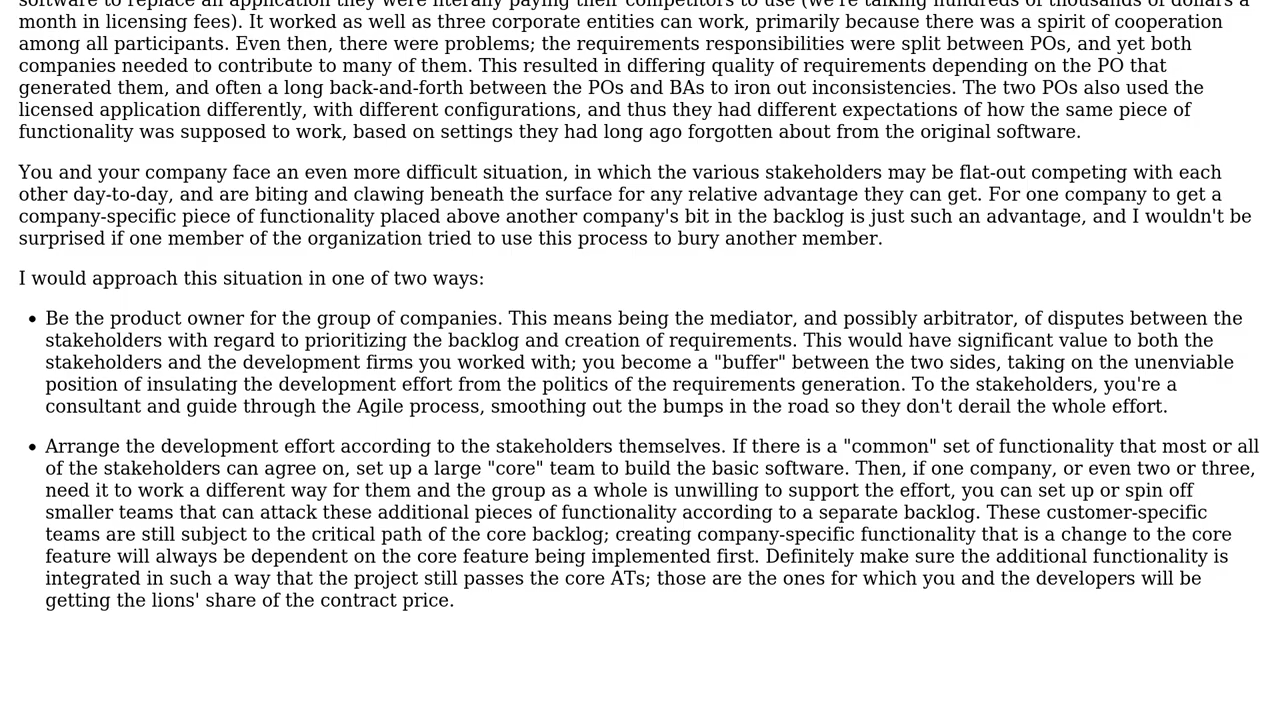 software to replace an application they were literally paying their competitors to use (we're talking hundreds of thousands of dollars a
month in licensing fees). It worked as well as three corporate entities can work, primarily because there was a spirit of cooperation
among all participants. Even then, there were problems; the requirements responsibilities were split between POs, and yet both
companies needed to contribute to many of them. This resulted in differing quality of requirements depending on the PO that
generated them, and often a long back-and-forth between the POs and BAs to iron out inconsistencies. The two POs also used the
licensed application differently, with different configurations, and thus they had different expectations of how the same piece of
functionality was supposed to work, based on settings they had long ago forgotten about from the original software.
You and your company face an even more difficult situation, in which the various stakeholders may be flat-out competing with each
other day-to-day, and are biting and clawing beneath the surface for any relative advantage they can get. For one company to get a
company-specific piece of functionality placed above another company's bit in the backlog is just such an advantage, and I wouldn't be
surprised if one member of the organization tried to use this process to bury another member.
I would approach this situation in one of two ways:
• Be the product owner for the group of companies. This means being the mediator, and possibly arbitrator, of disputes between the
stakeholders with regard to prioritizing the backlog and creation of requirements. This would have significant value to both the
stakeholders and the development firms you worked with; you become a "buffer" between the two sides, taking on the unenviable
position of insulating the development effort from the politics of the requirements generation. To the stakeholders, you're a
consultant and guide through the Agile process, smoothing out the bumps in the road so they don't derail the whole effort.
• Arrange the development effort according to the stakeholders themselves. If there is a "common" set of functionality that most or all
of the stakeholders can agree on, set up a large "core" team to build the basic software. Then, if one company, or even two or three,
need it to work a different way for them and the group as a whole is unwilling to support the effort, you can set up or spin off
smaller teams that can attack these additional pieces of functionality according to a separate backlog. These customer-specific
teams are still subject to the critical path of the core backlog; creating company-specific functionality that is a change to the core
feature will always be dependent on the core feature being implemented first. Definitely make sure the additional functionality is
integrated in such a way that the project still passes the core ATs; those are the ones for which you and the developers will be
getting the lions' share of the contract price.